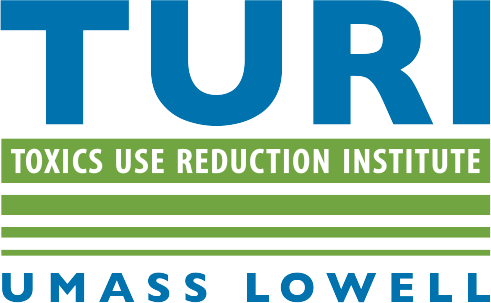 TURI
TOXICS USE REDUCTION INSTITUTE
UMASS LOWELL